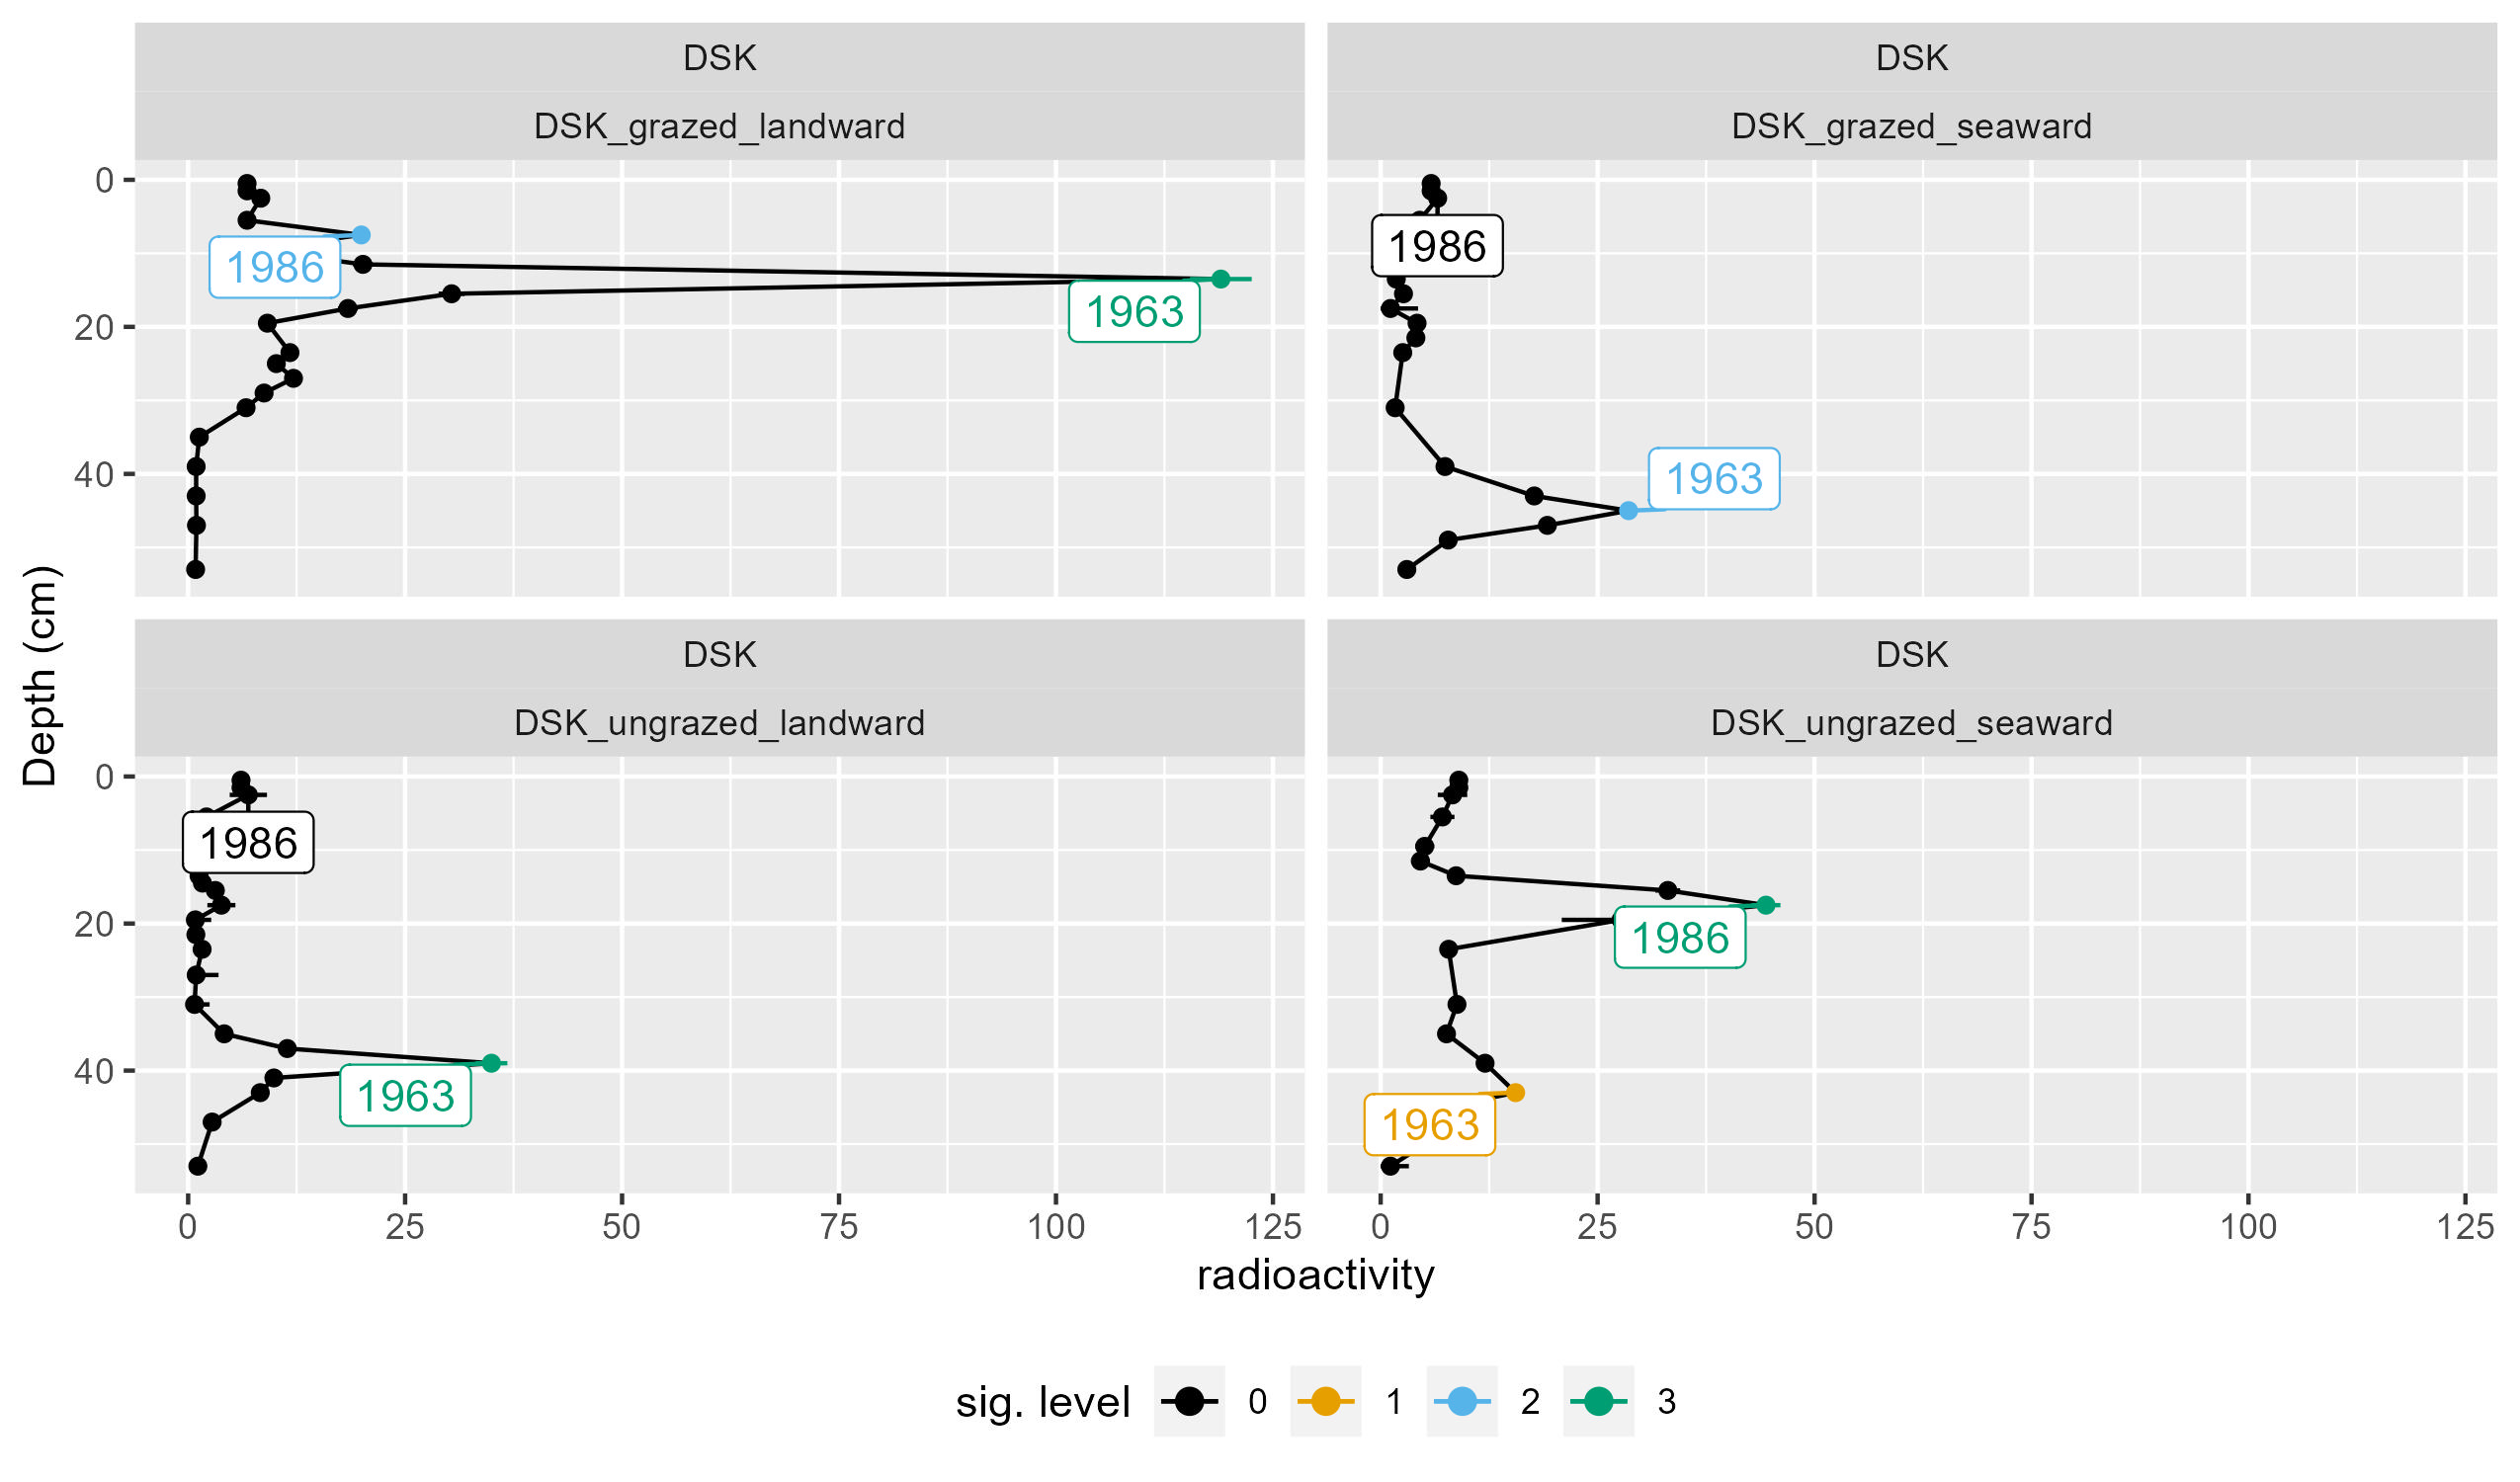 DSK
DSK_grazed_landward
DSK
DSK_grazed_seaward
0
20
40
1986
1963
1986
1963
Depth (cm)
DSK
DSK_ungrazed_landward
DSK
DSK_ungrazed_seaward
0
20
40
1986
1963
1986
1963
0 25 50 75 100 125
0 25 50 75 100 125
radioactivity
sig. level 0 1 2 3